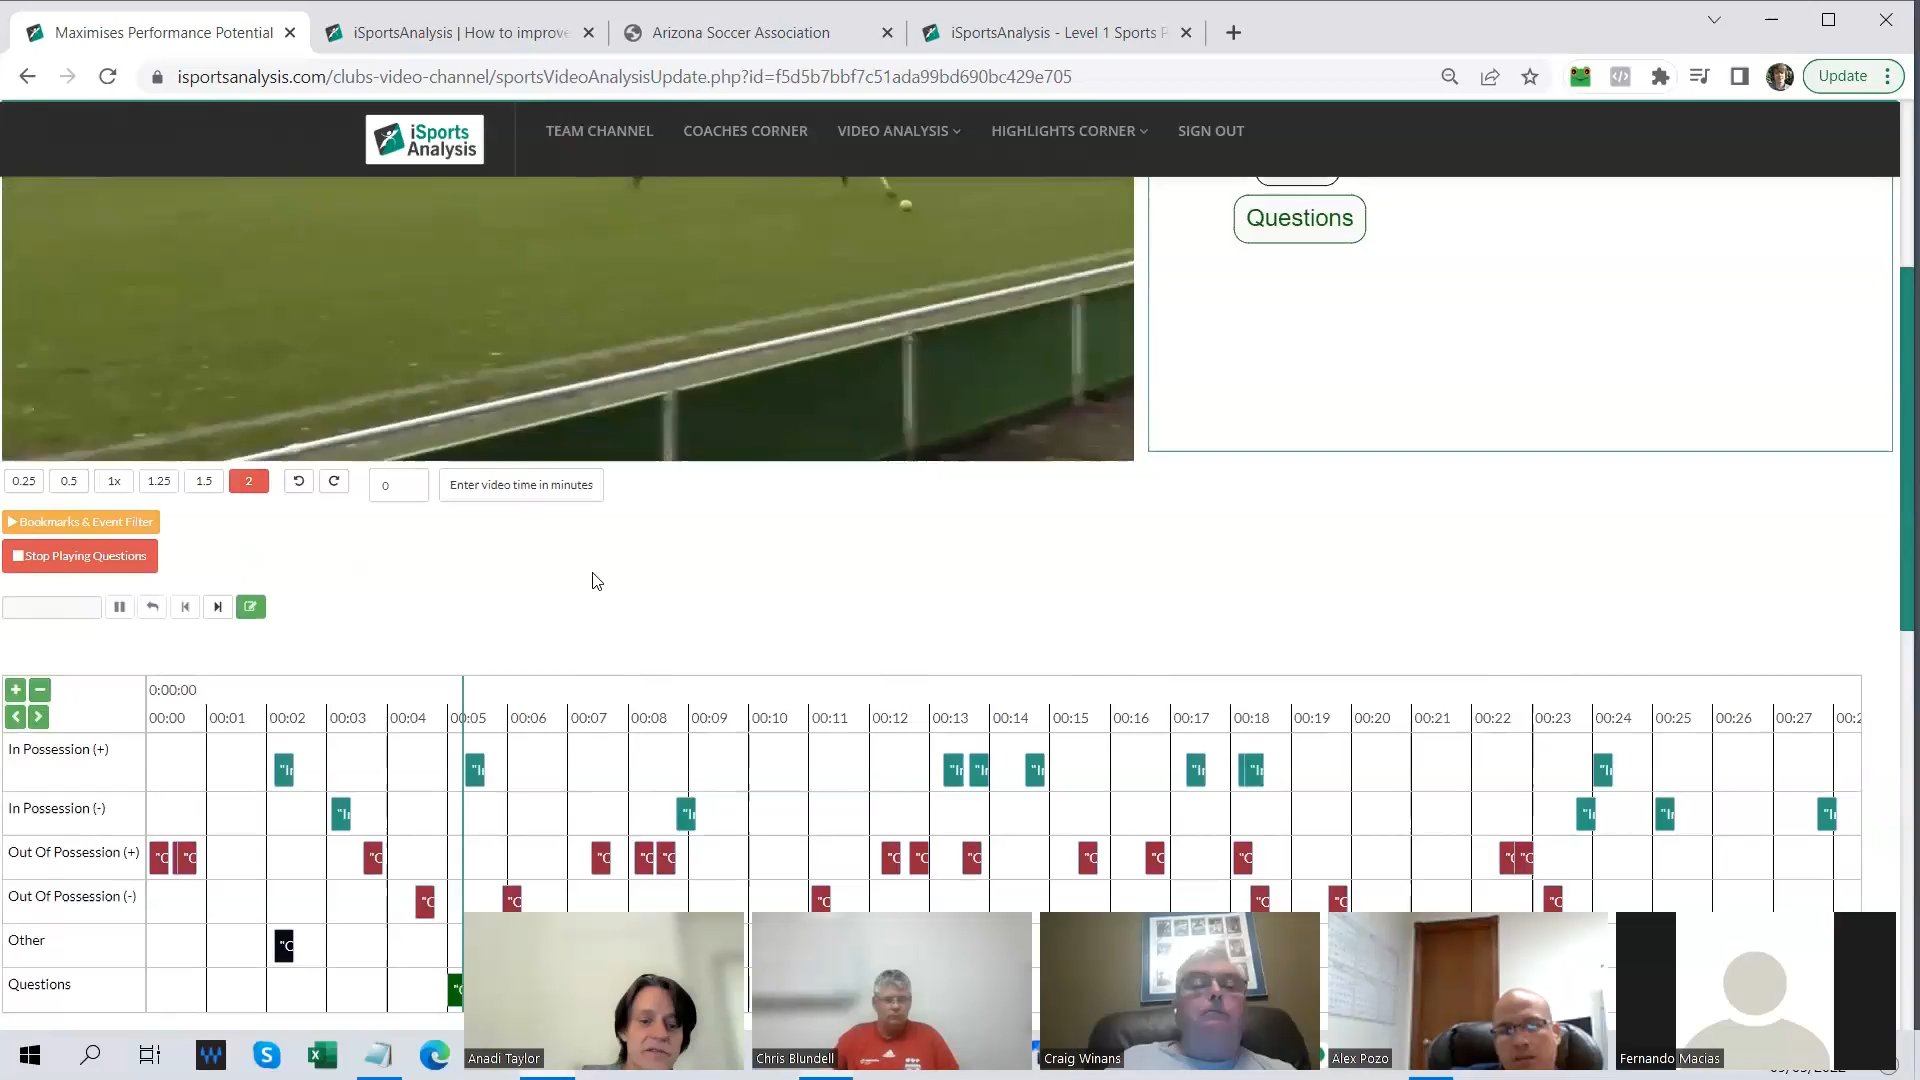 Maximises Performance Potential
iSportsAnalysis | How to improve
Arizona Soccer Association
iSportsAnalysis - Level 1 Sports P
isportsanalysis.com/clubs-video-channel/sportsVideoAnalysisUpdate.php?id=f5d5b7bbf7c51ada99bd690bc429e705
Update
iSports
Analysis
TEAM CHANNEL
COACHES CORNER
VIDEO ANALYSIS
HIGHLIGHTS CORNER
SIGN OUT
Questions
0.25 0.5 1x 1.25 1.5 2
0
Enter video time in minutes
Bookmarks & Event Filter
Stop Playing Questions
0:00:00
00:00 00:01 00:02 00:03 00:04 00:05 00:06 00:07 00:08 00:09 00:10 00:11 00:12 00:13 00:14 00:15 00:16 00:17 00:18 00:19 00:20 00:21 00:22 00:23 00:24 00:25 00:26 00:27
In Possession (+)
In Possession (-)
Out Of Possession (+)
Out Of Possession (-)
Other
Questions
Anadi Taylor
Chris Blundell
Craig Winans
Alex Pozo
Fernando Macias